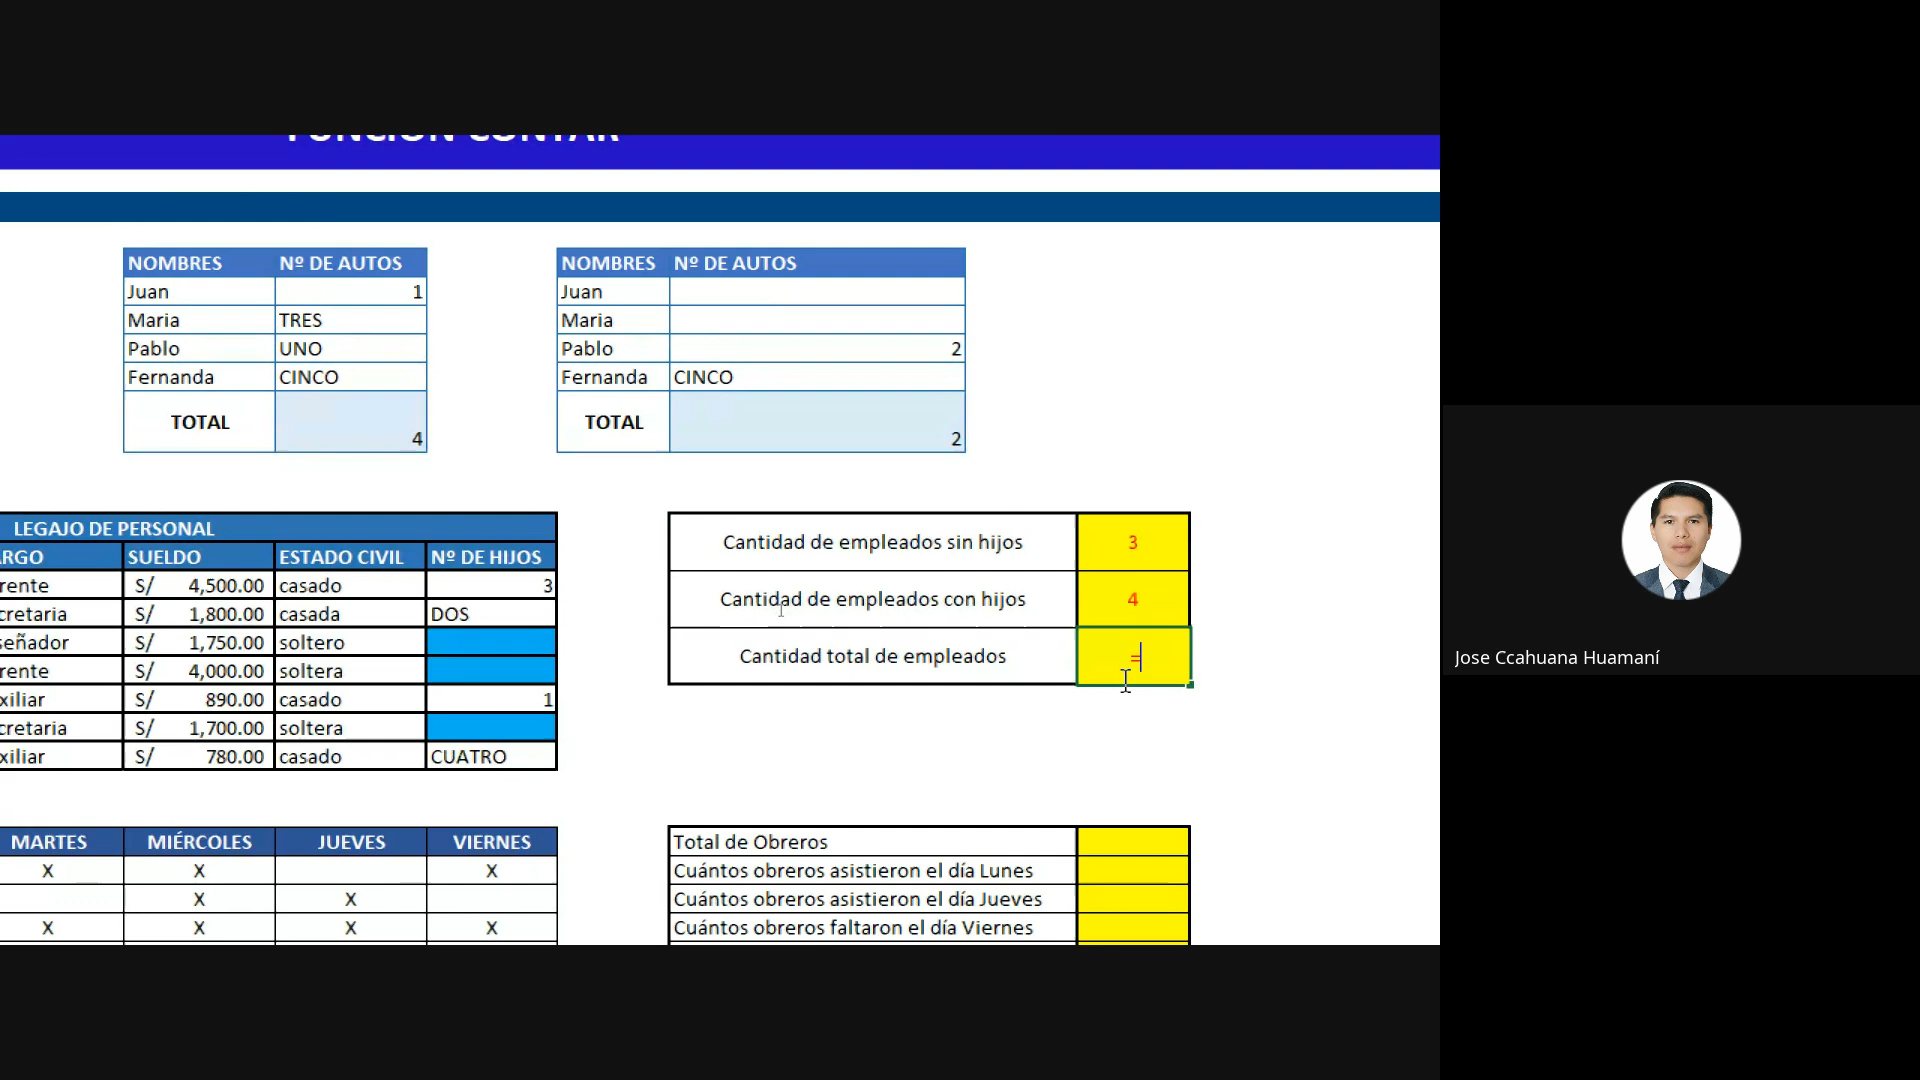 FUNCIÓN CONTAR
NOMBRES Nº DE AUTOS
Juan 1
Maria TRES
Pablo UNO
Fernanda CINCO
TOTAL 4
NOMBRES Nº DE AUTOS
Juan
Maria
Pablo 2
Fernanda CINCO
TOTAL 2
LEGAJO DE PERSONAL
ARGO SUELDO ESTADO CIVIL Nº DE HIJOS
rente S/ 4,500.00 casado 3
cretaria S/ 1,800.00 casada DOS
señador S/ 1,750.00 soltero
rente S/ 4,000.00 soltera
xiliar S/ 890.00 casado 1
cretaria S/ 1,700.00 soltera
xiliar S/ 780.00 casado CUATRO
Cantidad de empleados sin hijos 3
Cantidad de empleados con hijos 4
Cantidad total de empleados =
MARTES MIÉRCOLES JUEVES VIERNES
X X X
X X
X X X X
Total de Obreros
Cuántos obreros asistieron el día Lunes
Cuántos obreros asistieron el día Jueves
Cuántos obreros faltaron el día Viernes
Jose Ccahuana Huamaní